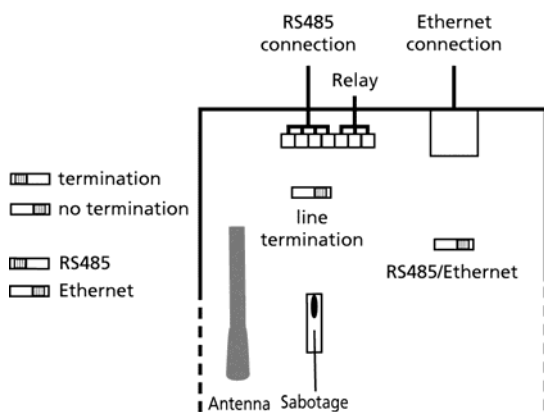 RS485
connection
Ethernet
connection
Relay
termination
no termination
line
termination
RS485
Ethernet
RS485/Ethernet
Antenna
Sabotage